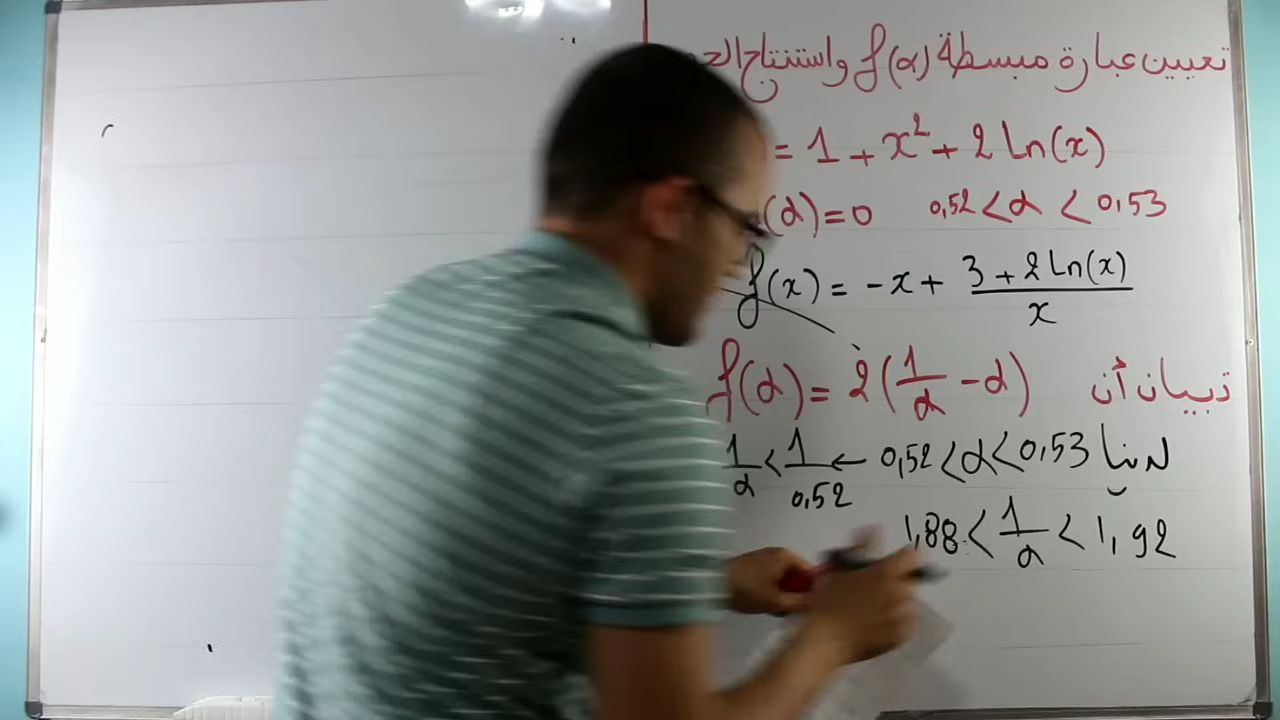 تعيين عبارة مبسطة f(α) واستنتاج
= 1 + x² + 2 Ln(x)
(α) = 0    0,52 < α < 0,53
f(x) = -x + (3 + 2 Ln(x))/x
تبيان أن f(α) = 2(1/α - α)
لدينا 0,52 < α < 0,53 ← 1/α < 1/0,52
1,88 < 1/α < 1,92